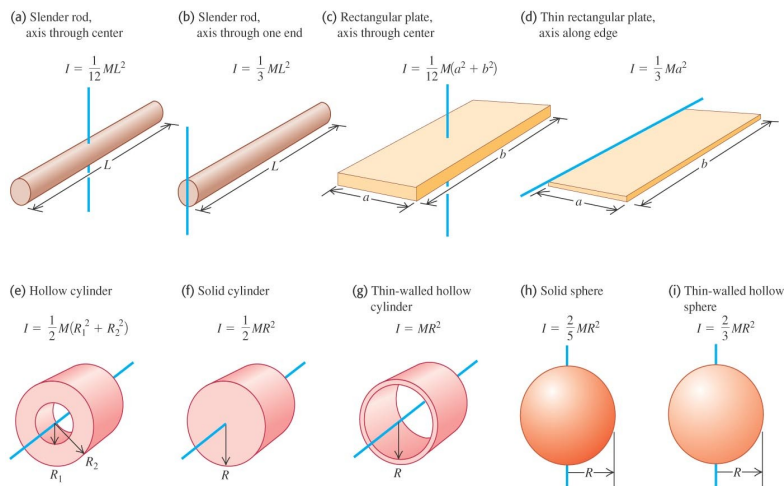 (a) Slender rod,
axis through center
I = 1/12 ML²
L
(b) Slender rod,
axis through one end
I = 1/3 ML²
L
(c) Rectangular plate,
axis through center
I = 1/12 M(a² + b²)
b
a
(d) Thin rectangular plate,
axis along edge
I = 1/3 Ma²
b
a
(e) Hollow cylinder
I = 1/2 M(R₁² + R₂²)
R₁
R₂
(f) Solid cylinder
I = 1/2 MR²
R
(g) Thin-walled hollow
cylinder
I = MR²
R
(h) Solid sphere
I = 2/5 MR²
R
(i) Thin-walled hollow
sphere
I = 2/3 MR²
R